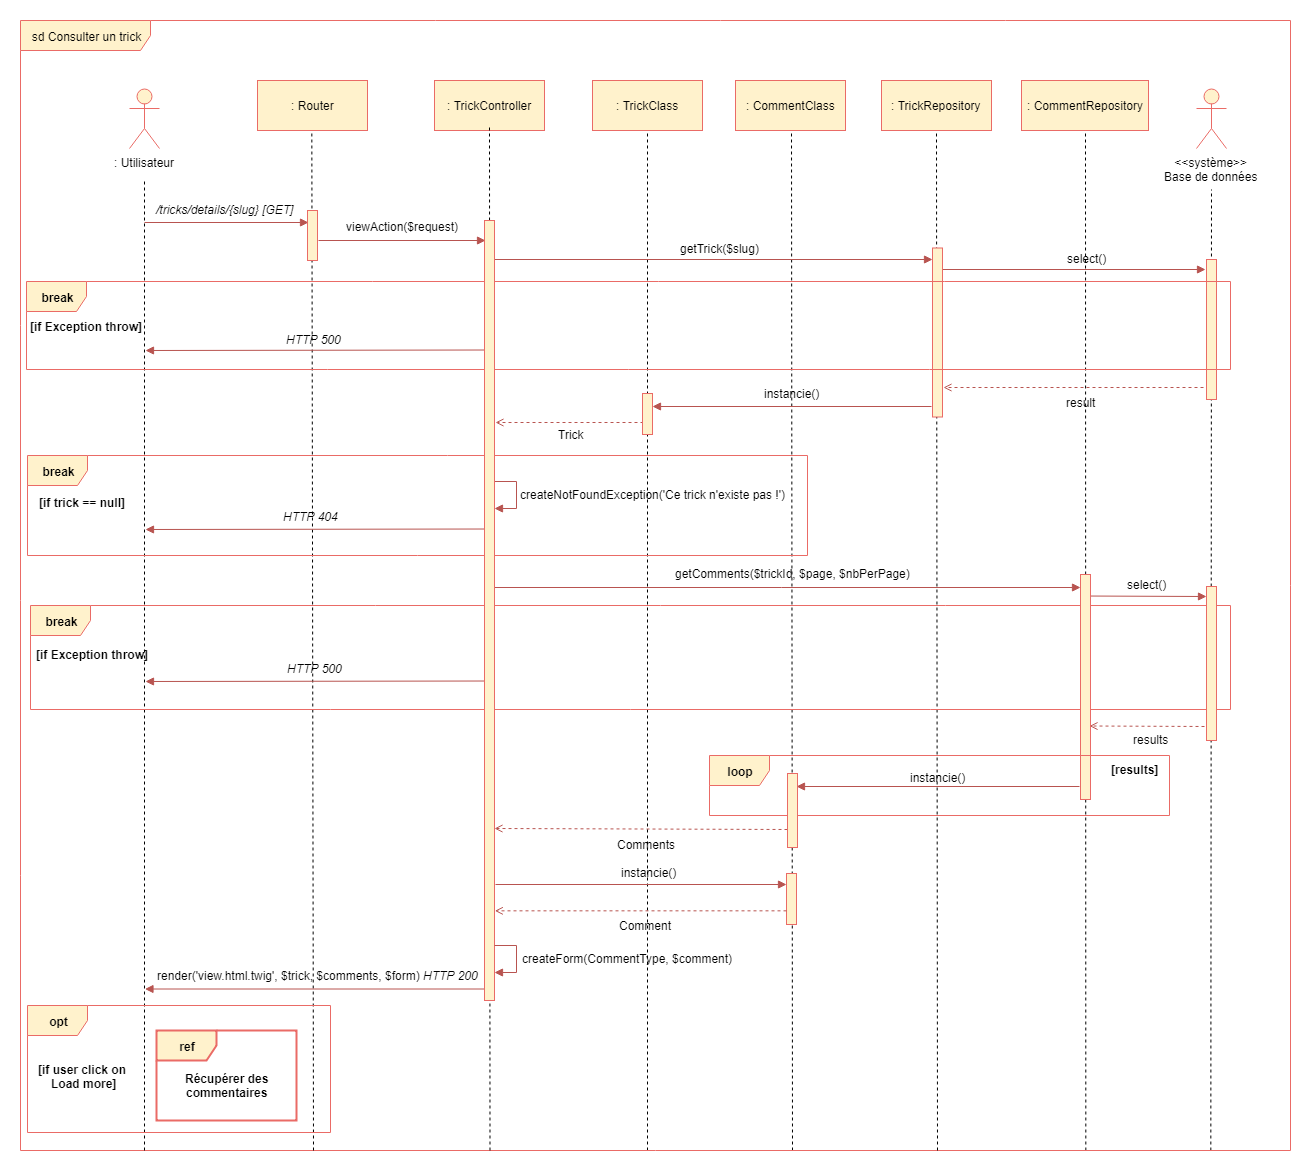 sd Consulter un trick
: Utilisateur
: Router
: TrickController
: TrickClass
: CommentClass
: TrickRepository
: CommentRepository
<<système>>
Base de données
/tricks/details/{slug} [GET]
viewAction($request)
getTrick($slug)
select()
break
[if Exception throw]
HTTP 500
result
instancie()
Trick
break
[if trick == null]
createNotFoundException('Ce trick n'existe pas !')
HTTP 404
getComments($trickId, $page, $nbPerPage)
select()
break
[if Exception throw]
HTTP 500
results
loop
[results]
instancie()
Comments
instancie()
Comment
createForm(CommentType, $comment)
render('view.html.twig', $trick, $comments, $form) HTTP 200
opt
[if user click on
Load more]
ref
Récupérer des
commentaires